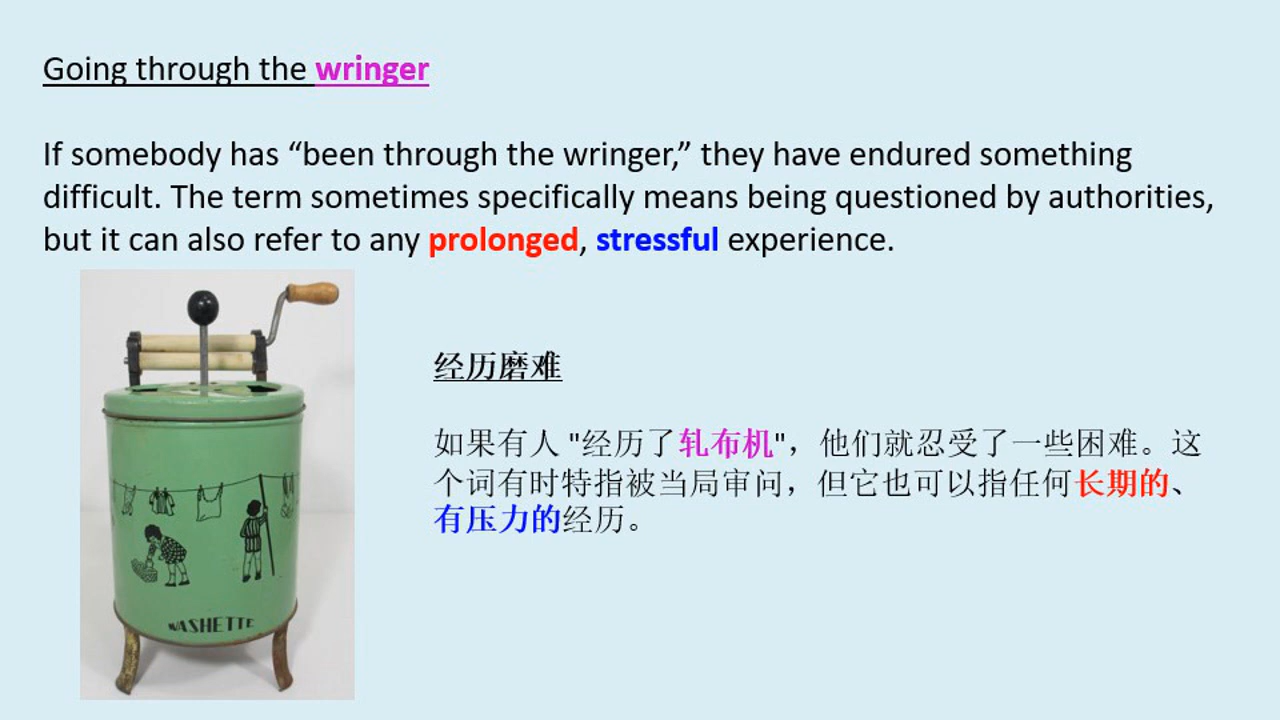 Going through the wringer
If somebody has “been through the wringer,” they have endured something
difficult. The term sometimes specifically means being questioned by authorities,
but it can also refer to any prolonged, stressful experience.
经历磨难
如果有人 "经历了轧布机"，他们就忍受了一些困难。这
个词有时特指被当局审问，但它也可以指任何长期的、
有压力的经历。
WASHETTE